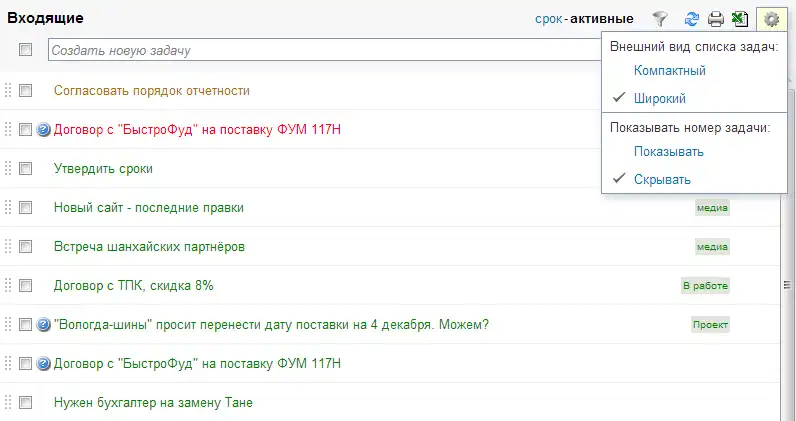 Входящие
срок - активные
Создать новую задачу
Внешний вид списка задач:
Компактный
Широкий
Показывать номер задачи:
Показывать
Скрывать
Согласовать порядок отчетности
Договор с "БыстроФуд" на поставку ФУМ 117Н
Утвердить сроки
Новый сайт - последние правки
медиа
Встреча шанхайских партнёров
медиа
Договор с ТПК, скидка 8%
В работе
"Вологда-шины" просит перенести дату поставки на 4 декабря. Можем?
Проект
Договор с "БыстроФуд" на поставку ФУМ 117Н
Нужен бухгалтер на замену Тане